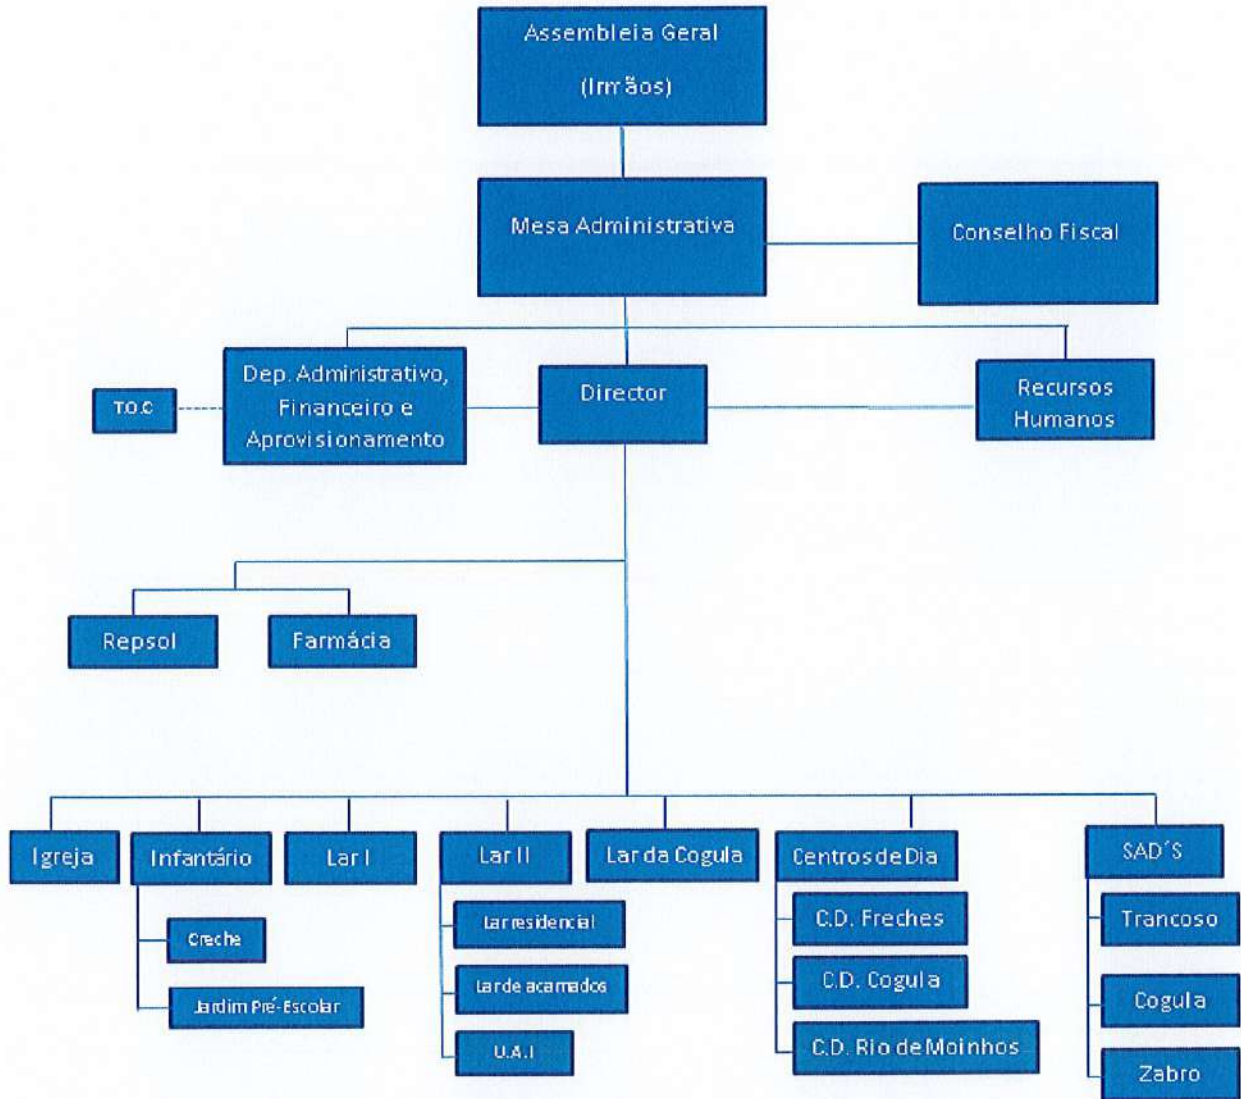 Assembleia Geral
(Irmãos)
Mesa Administrativa
Conselho Fiscal
Dep. Administrativo,
Financeiro e
Aprovisionamento
T.O.C
Director
Recursos
Humanos
Repsol
Farmácia
Igreja
Infantário
Lar I
Lar II
Lar da Cogula
Centros de Dia
SAD´S
Creche
Jardim Pré-Escolar
Lar residencial
Lar de acamados
U.A.I
C.D. Freches
C.D. Cogula
C.D. Rio de Moinhos
Trancoso
Cogula
Zabro